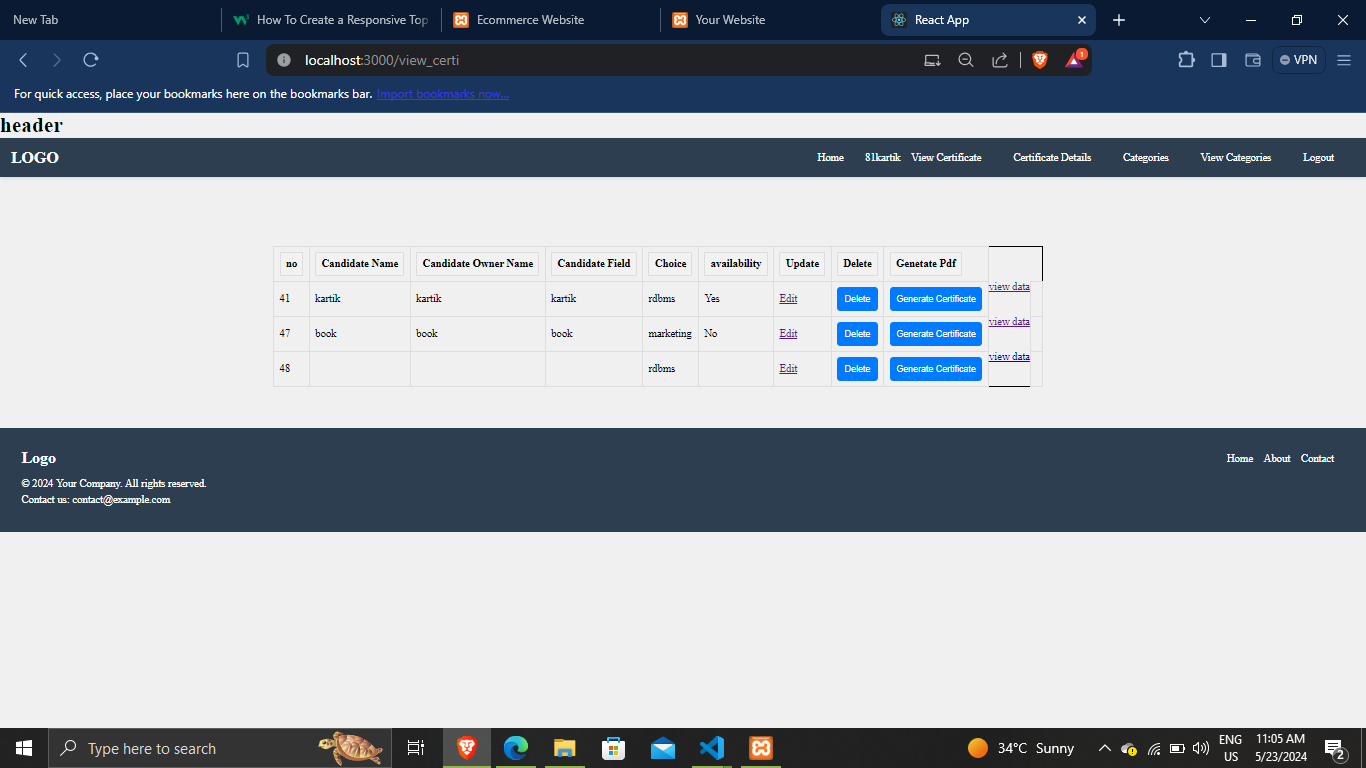 New Tab
How To Create a Responsive Top
Ecommerce Website
Your Website
React App
localhost:3000/view_certi
1
VPN
For quick access, place your bookmarks here on the bookmarks bar. Import bookmarks now...
header
LOGO
Home 81kartik View Certificate Certificate Details Categories View Categories Logout
no Candidate Name Candidate Owner Name Candidate Field Choice availability Update Delete Genetate Pdf
41 kartik kartik kartik rdbms Yes Edit Delete Generate Certificate view data
47 book book book marketing No Edit Delete Generate Certificate view data
48 rdbms Edit Delete Generate Certificate view data
Logo
Home About Contact
© 2024 Your Company. All rights reserved.
Contact us: contact@example.com
Type here to search
34°C Sunny
ENG
US
11:05 AM
5/23/2024
2